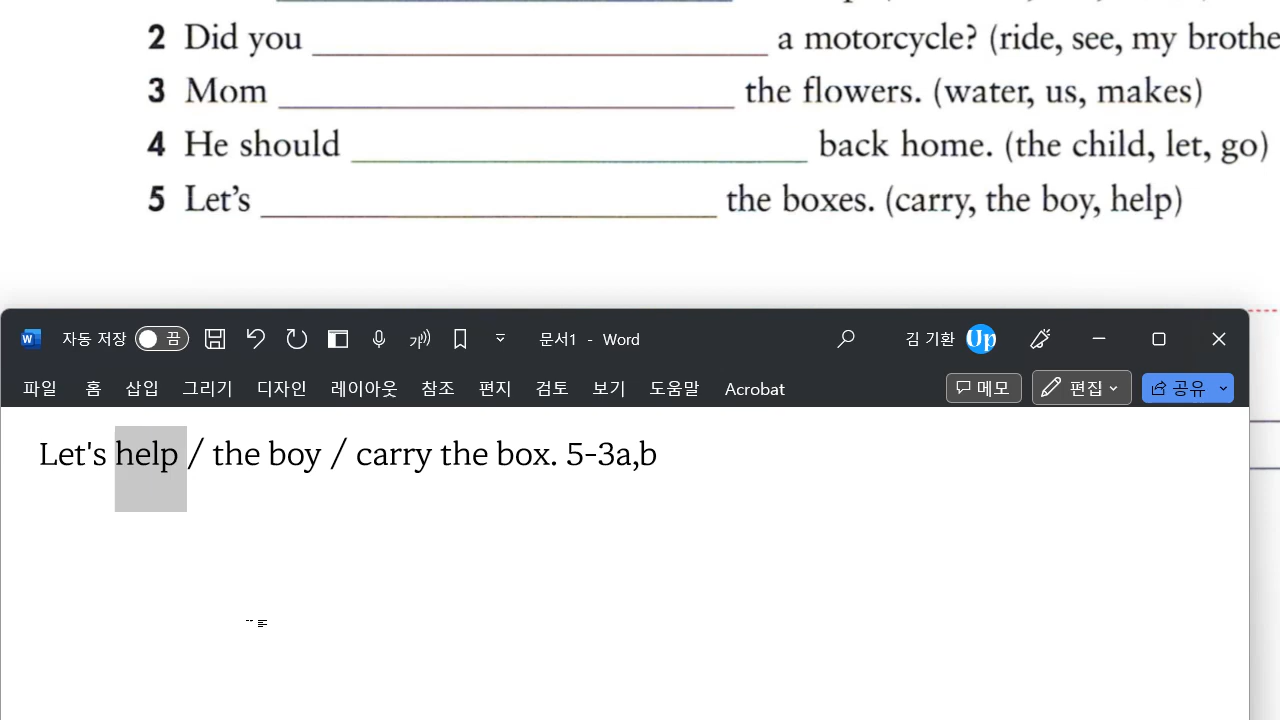 2 Did you ____ a motorcycle? (ride, see, my brothe
3 Mom ____ the flowers. (water, us, makes)
4 He should ____ back home. (the child, let, go)
5 Let's ____ the boxes. (carry, the boy, help)
자동 저장 끔 문서1 - Word 김 기환 Up
파일 홈 삽입 그리기 디자인 레이아웃 참조 편지 검토 보기 도움말 Acrobat 메모 편집 공유
Let's help / the boy / carry the box. 5-3a,b